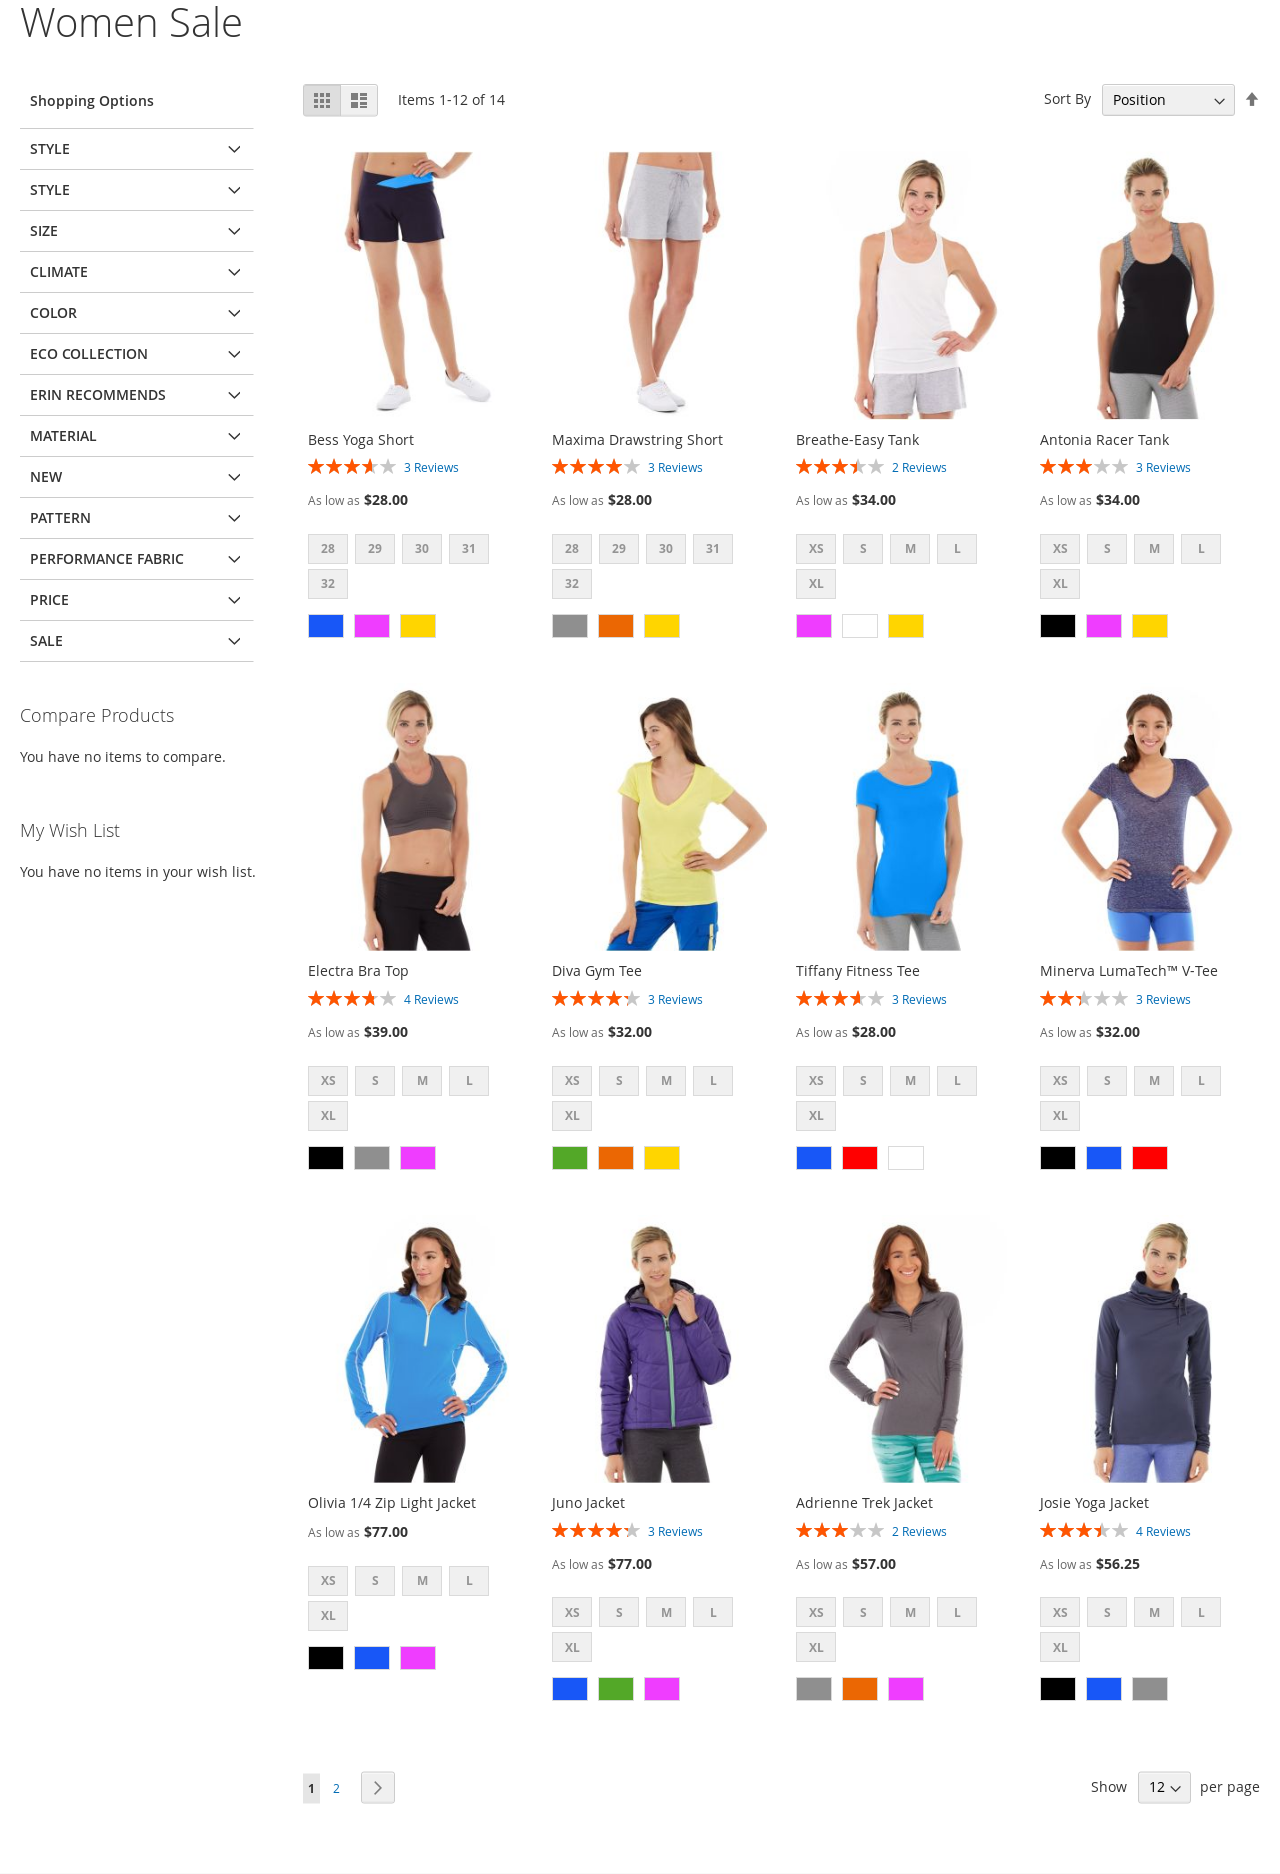 Women Sale
Shopping Options
STYLE
STYLE
SIZE
CLIMATE
COLOR
ECO COLLECTION
ERIN RECOMMENDS
MATERIAL
NEW
PATTERN
PERFORMANCE FABRIC
PRICE
SALE
Compare Products
You have no items to compare.
My Wish List
You have no items in your wish list.
Items 1-12 of 14
Sort By Position
Bess Yoga Short
3 Reviews
As low as $28.00
28 29 30 31
32
Maxima Drawstring Short
3 Reviews
As low as $28.00
28 29 30 31
32
Breathe-Easy Tank
2 Reviews
As low as $34.00
XS S M L
XL
Antonia Racer Tank
3 Reviews
As low as $34.00
XS S M L
XL
Electra Bra Top
4 Reviews
As low as $39.00
XS S M L
XL
Diva Gym Tee
3 Reviews
As low as $32.00
XS S M L
XL
Tiffany Fitness Tee
3 Reviews
As low as $28.00
XS S M L
XL
Minerva LumaTech™ V-Tee
3 Reviews
As low as $32.00
XS S M L
XL
Olivia 1/4 Zip Light Jacket
As low as $77.00
XS S M L
XL
Juno Jacket
3 Reviews
As low as $77.00
XS S M L
XL
Adrienne Trek Jacket
2 Reviews
As low as $57.00
XS S M L
XL
Josie Yoga Jacket
4 Reviews
As low as $56.25
XS S M L
XL
1 2
Show 12 per page